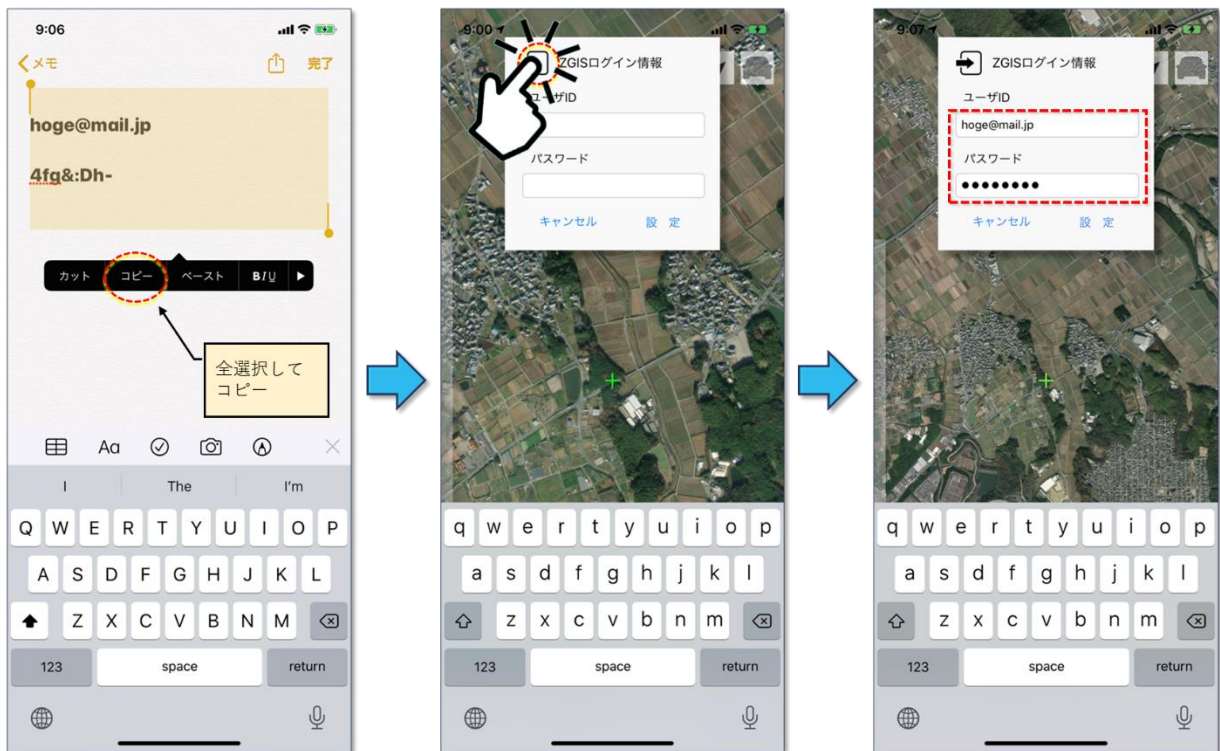 9:06
メモ
完了
hoge@mail.jp
4fg&:Dh-
カット コピー ペースト BIU ▶
全選択して
コピー
Aa
I The I'm
Q W E R T Y U I O P
A S D F G H J K L
Z X C V B N M
123 space return
9:00
ZGISログイン情報
ユーザID
パスワード
キャンセル 設 定
q w e r t y u i o p
a s d f g h j k l
z x c v b n m
123 space return
9:07
ZGISログイン情報
ユーザID
hoge@mail.jp
パスワード
●●●●●●●●
キャンセル 設 定
q w e r t y u i o p
a s d f g h j k l
z x c v b n m
123 space return